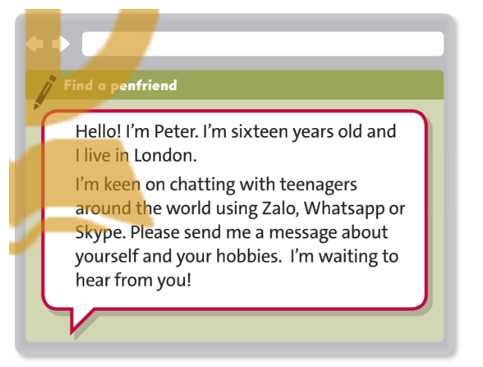 Find a penfriend
Hello! I'm Peter. I'm sixteen years old and
I live in London.
I'm keen on chatting with teenagers
around the world using Zalo, Whatsapp or
Skype. Please send me a message about
yourself and your hobbies. I'm waiting to
hear from you!